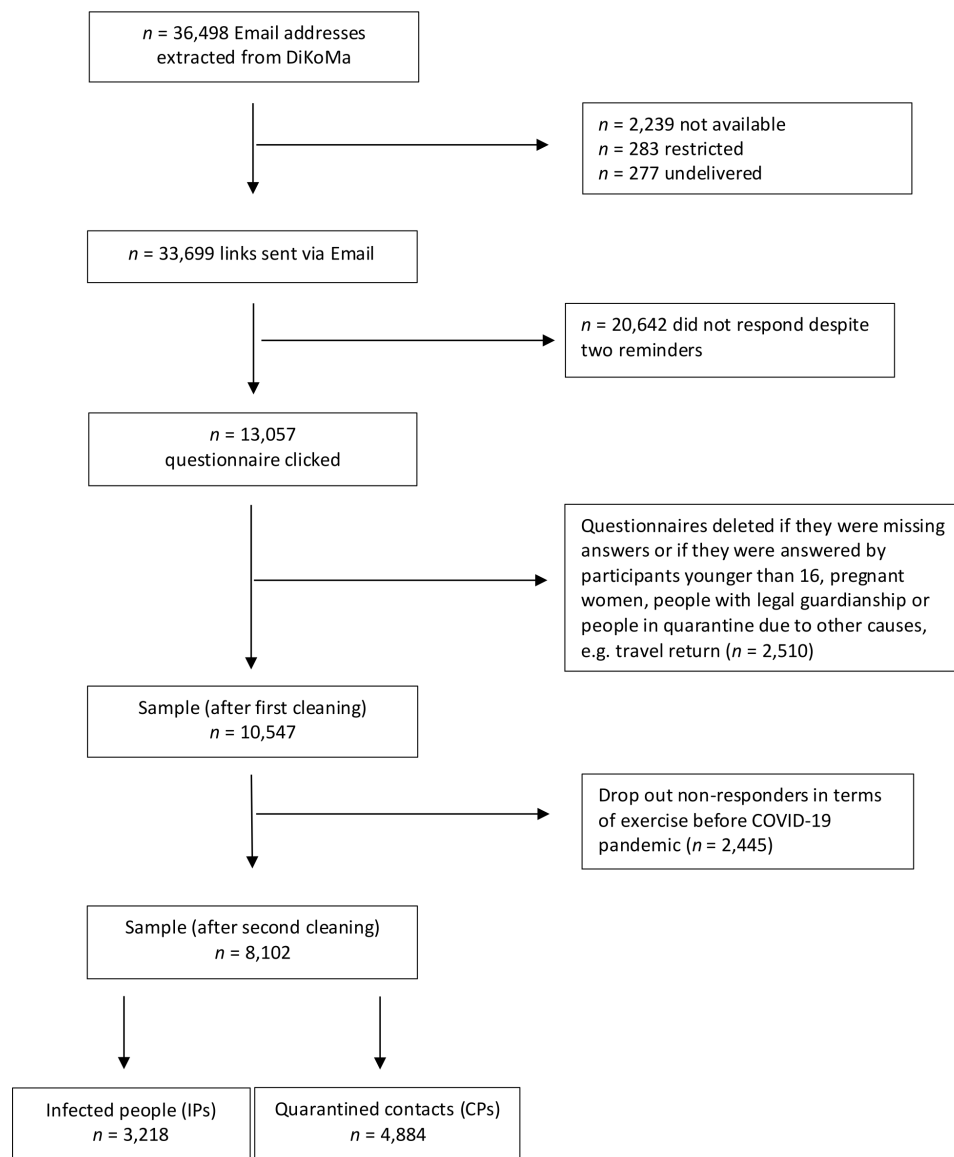 n = 36,498 Email addresses
extracted from DiKoMa
n = 2,239 not available
n = 283 restricted
n = 277 undelivered
n = 33,699 links sent via Email
n = 20,642 did not respond despite
two reminders
n = 13,057
questionnaire clicked
Questionnaires deleted if they were missing
answers or if they were answered by
participants younger than 16, pregnant
women, people with legal guardianship or
people in quarantine due to other causes,
e.g. travel return (n = 2,510)
Sample (after first cleaning)
n = 10,547
Drop out non-responders in terms
of exercise before COVID-19
pandemic (n = 2,445)
Sample (after second cleaning)
n = 8,102
Infected people (IPs)
n = 3,218
Quarantined contacts (CPs)
n = 4,884